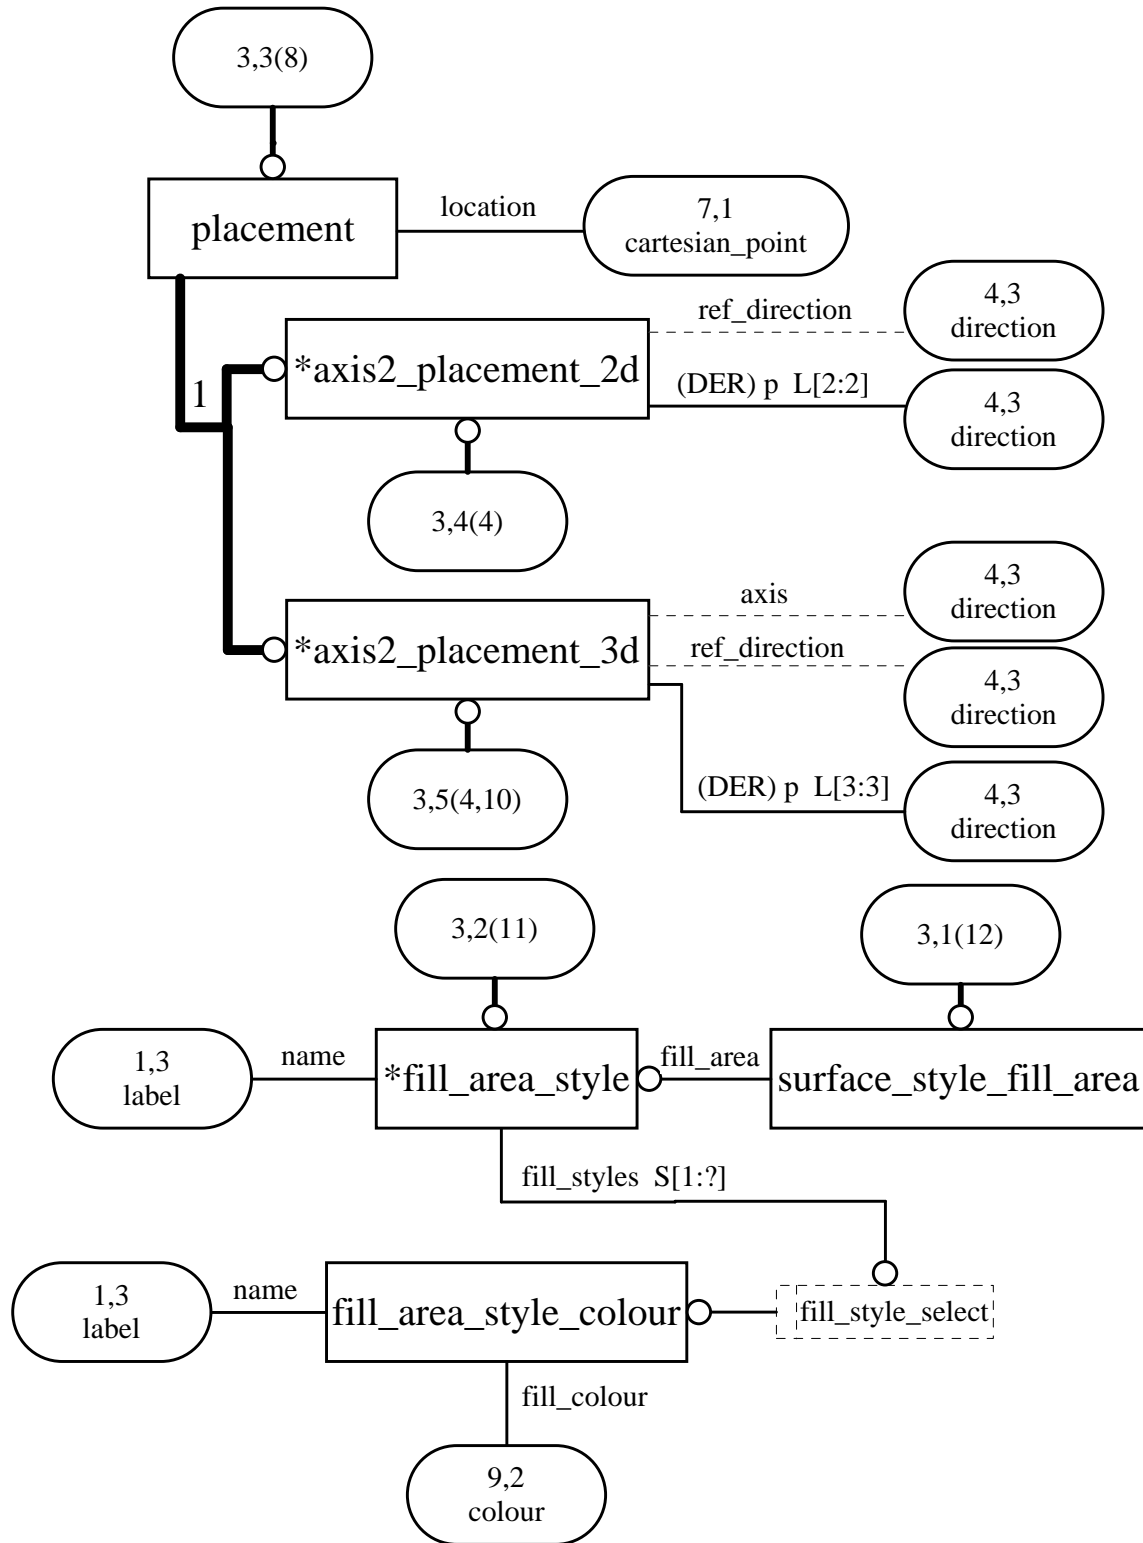 3,3(8)
placement
location
7,1
cartesian_point
1
*axis2_placement_2d
ref_direction
4,3
direction
(DER) p L[2:2]
4,3
direction
3,4(4)
*axis2_placement_3d
axis
4,3
direction
ref_direction
4,3
direction
(DER) p L[3:3]
4,3
direction
3,5(4,10)
3,2(11)
3,1(12)
1,3
label
name
*fill_area_style
fill_area
surface_style_fill_area
fill_styles S[1:?]
1,3
label
name
fill_area_style_colour
fill_style_select
fill_colour
9,2
colour